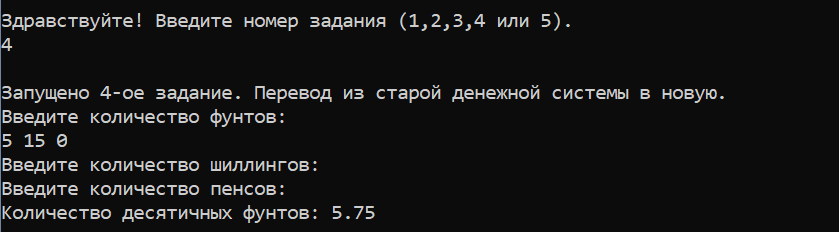 Здравствуйте! Введите номер задания (1,2,3,4 или 5).
4
Запущено 4-ое задание. Перевод из старой денежной системы в новую.
Введите количество фунтов:
5 15 0
Введите количество шиллингов:
Введите количество пенсов:
Количество десятичных фунтов: 5.75